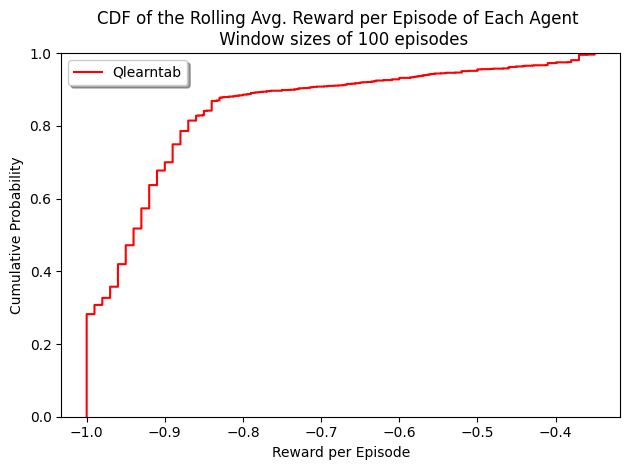 CDF of the Rolling Avg. Reward per Episode of Each Agent
Window sizes of 100 episodes
Qlearntab
Cumulative Probability
1.0
0.8
0.6
0.4
0.2
0.0
−1.0 −0.9 −0.8 −0.7 −0.6 −0.5 −0.4
Reward per Episode